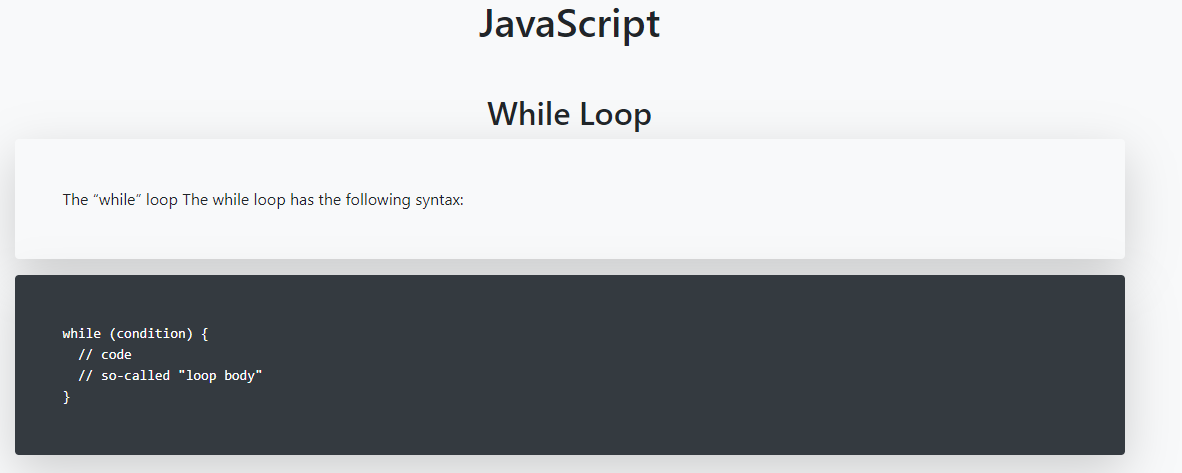 JavaScript
While Loop
The “while” loop The while loop has the following syntax:
while (condition) {
  // code
  // so-called "loop body"
}